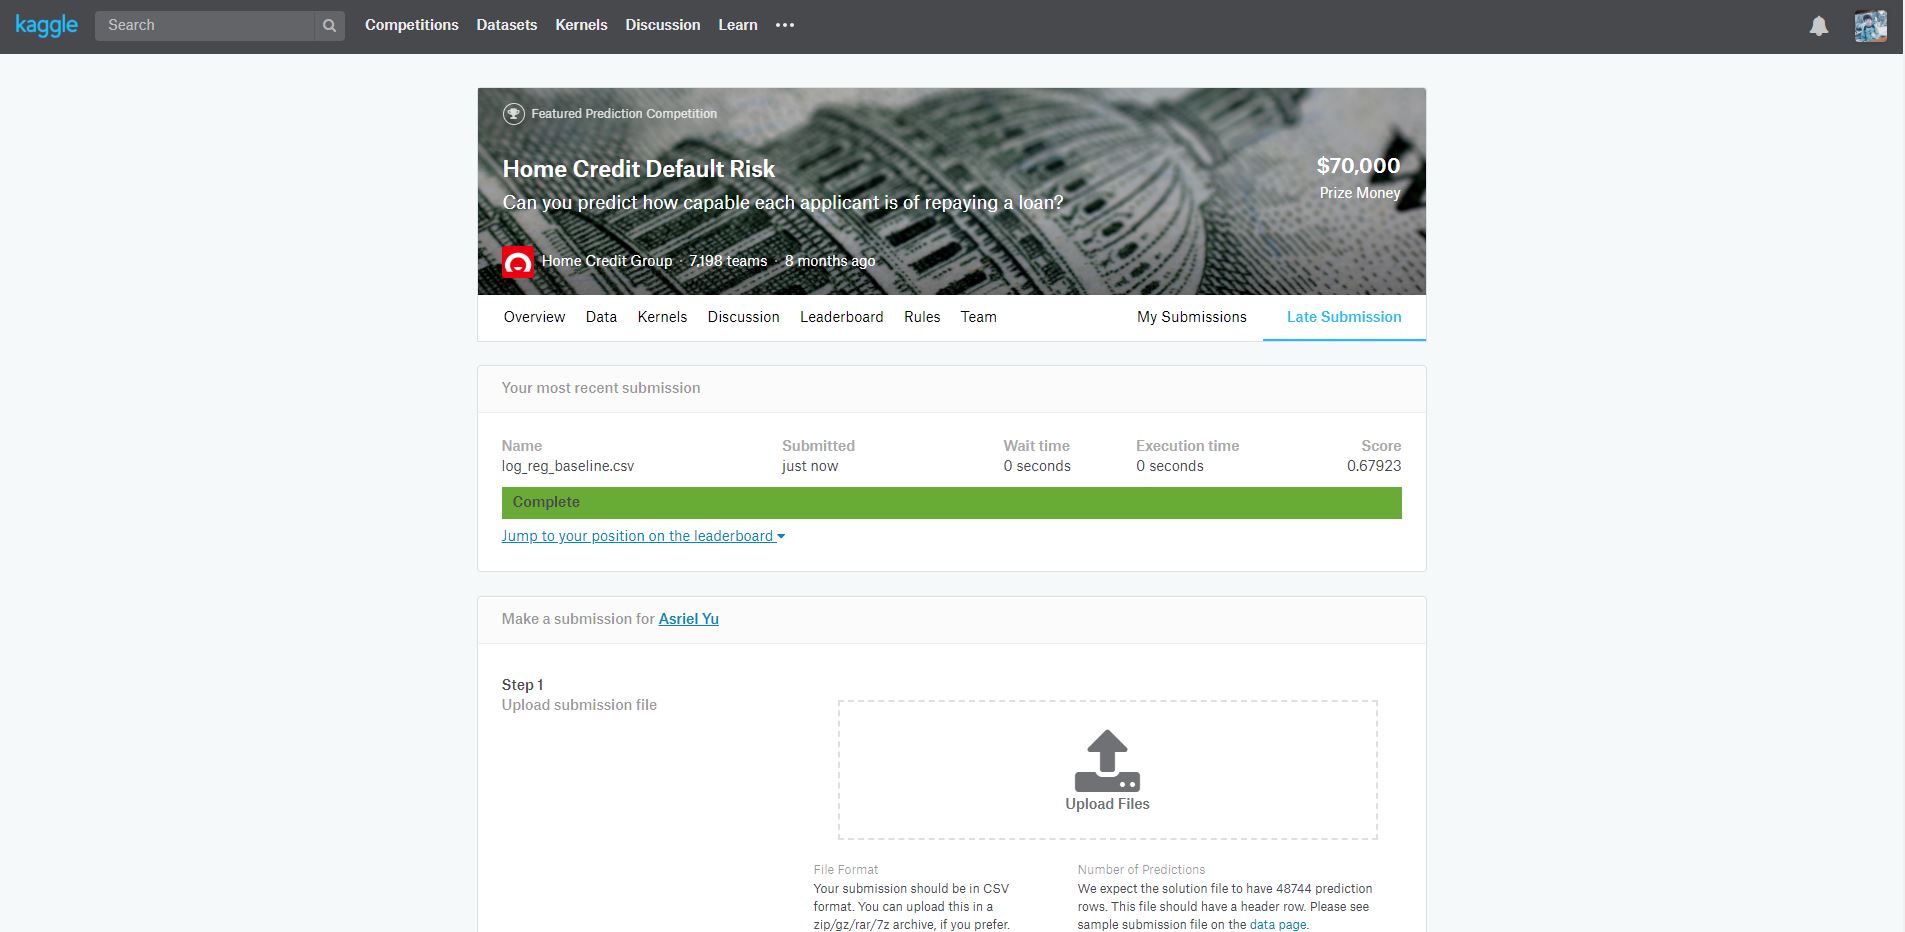 kaggle
Search
Competitions Datasets Kernels Discussion Learn
Featured Prediction Competition
Home Credit Default Risk
Can you predict how capable each applicant is of repaying a loan?
$70,000
Prize Money
Home Credit Group · 7,198 teams · 8 months ago
Overview Data Kernels Discussion Leaderboard Rules Team My Submissions Late Submission
Your most recent submission
Name Submitted Wait time Execution time Score
log_reg_baseline.csv just now 0 seconds 0 seconds 0.67923
Complete
Jump to your position on the leaderboard
Make a submission for Asriel Yu
Step 1
Upload submission file
Upload Files
File Format
Your submission should be in CSV
format. You can upload this in a
zip/gz/rar/7z archive, if you prefer.
Number of Predictions
We expect the solution file to have 48744 prediction
rows. This file should have a header row. Please see
sample submission file on the data page.